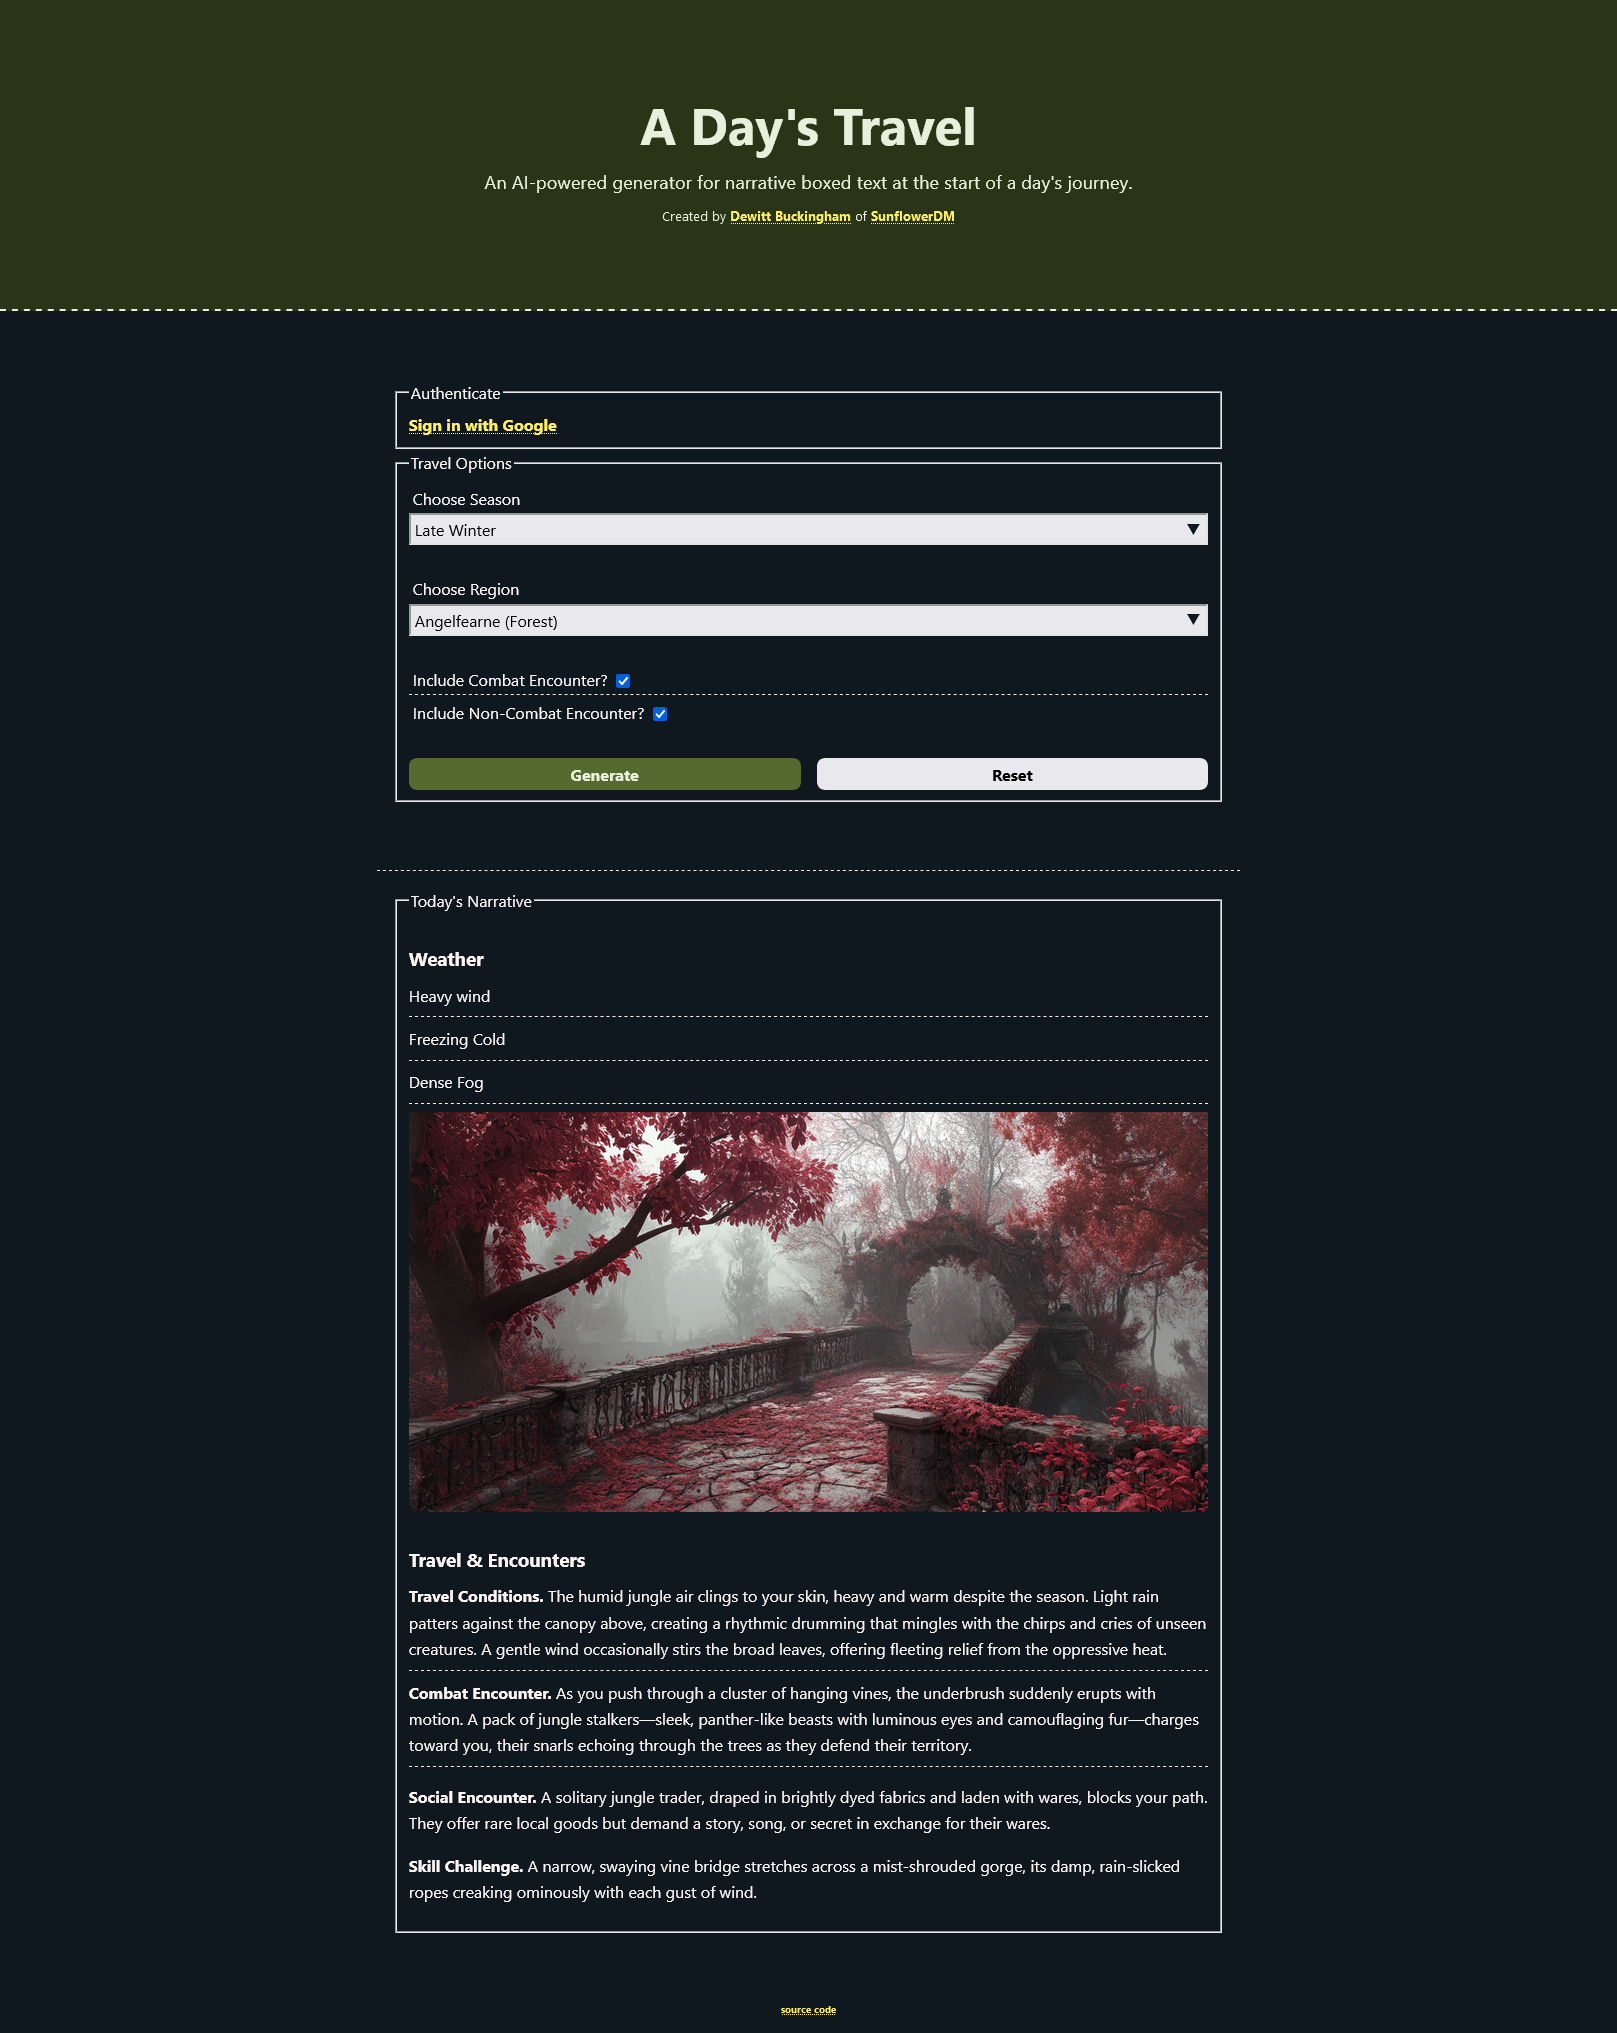 A Day's Travel
An AI-powered generator for narrative boxed text at the start of a day's journey.
Created by Dewitt Buckingham of SunflowerDM
Authenticate
Sign in with Google
Travel Options
Choose Season
Late Winter
Choose Region
Angelfearne (Forest)
Include Combat Encounter?
Include Non-Combat Encounter?
Generate Reset
Today's Narrative
Weather
Heavy wind
Freezing Cold
Dense Fog
Travel & Encounters
Travel Conditions. The humid jungle air clings to your skin, heavy and warm despite the season. Light rain
patters against the canopy above, creating a rhythmic drumming that mingles with the chirps and cries of unseen
creatures. A gentle wind occasionally stirs the broad leaves, offering fleeting relief from the oppressive heat.
Combat Encounter. As you push through a cluster of hanging vines, the underbrush suddenly erupts with
motion. A pack of jungle stalkers—sleek, panther-like beasts with luminous eyes and camouflaging fur—charges
toward you, their snarls echoing through the trees as they defend their territory.
Social Encounter. A solitary jungle trader, draped in brightly dyed fabrics and laden with wares, blocks your path.
They offer rare local goods but demand a story, song, or secret in exchange for their wares.
Skill Challenge. A narrow, swaying vine bridge stretches across a mist-shrouded gorge, its damp, rain-slicked
ropes creaking ominously with each gust of wind.
source code